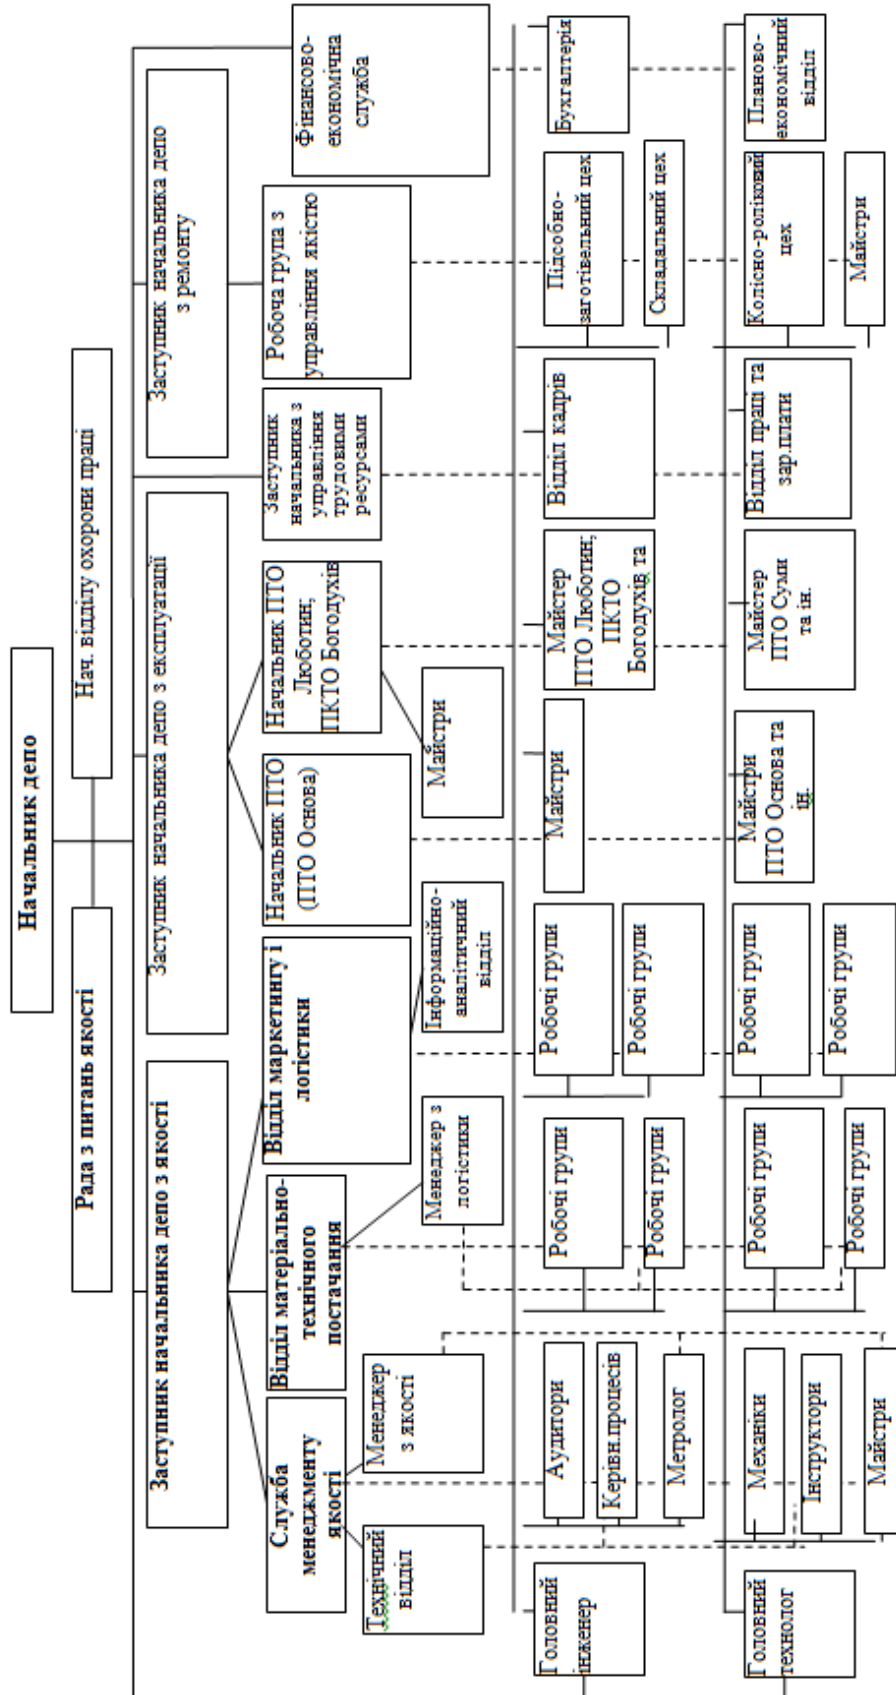 Начальник депо
Рада з питань якості
Нач. відділу охорони праці
Заступник начальника депо з якості
Заступник начальника депо з експлуатації
Заступник начальника депо
з ремонту
Служба
менеджменту
якості
Відділ матеріально-
технічного
постачання
Відділ маркетингу і
логістики
Начальник ПТО
(ПТО Основа)
Начальник ПТО
Люботин;
ПКТО Богодухів
Заступник
начальника з
управління
трудовими
ресурсами
Робоча група з
управління якістю
Фінансово-
економічна
служба
Технічний
відділ
Менеджер
з якості
Менеджер з
логістики
Інформаційно-
аналітичний
відділ
Майстри
Головний
інженер
Аудитори
Керівн.процесів
Метролог
Робочі групи
Робочі групи
Робочі групи
Робочі групи
Майстри
Майстер
ПТО Люботин;
ПКТО
Богодухів та
Відділ кадрів
Підсобно-
заготівельний цех
Складальний цех
Бухгалтерія
Головний
технолог
Механіки
Інструктори
Майстри
Робочі групи
Робочі групи
Робочі групи
Робочі групи
Майстри
ПТО Основа та
ін.
Майстер
ПТО Суми
та ін.
Відділ праці та
зар.плати
Колісно-роліковий
цех
Майстри
Планово-
економічний
відділ